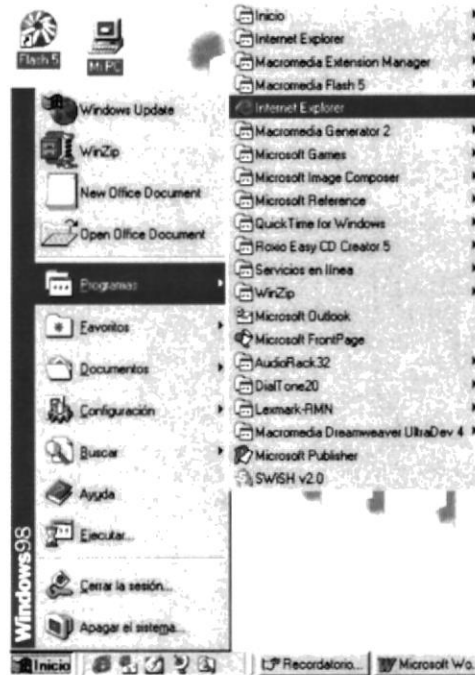 Flash 5
Mi PC
Windows Update
WinZip
New Office Document
Open Office Document
Programas
Favoritos
Documentos
Configuración
Buscar
Ayuda
Ejecutar...
Cerrar la sesión...
Apagar el sistema...
Windows98
Inicio
Internet Explorer
Macromedia Extension Manager
Macromedia Flash 5
Internet Explorer
Macromedia Generator 2
Microsoft Games
Microsoft Image Composer
Microsoft Reference
QuickTime for Windows
Roxio Easy CD Creator 5
Servicios en línea
WinZip
Microsoft Outlook
Microsoft FrontPage
AudioRack32
DialTone20
Lexmark-RMN
Macromedia Dreamweaver UltraDev 4
Microsoft Publisher
SWiSH v2.0
Inicio
Recordatorio...
Microsoft Wo...